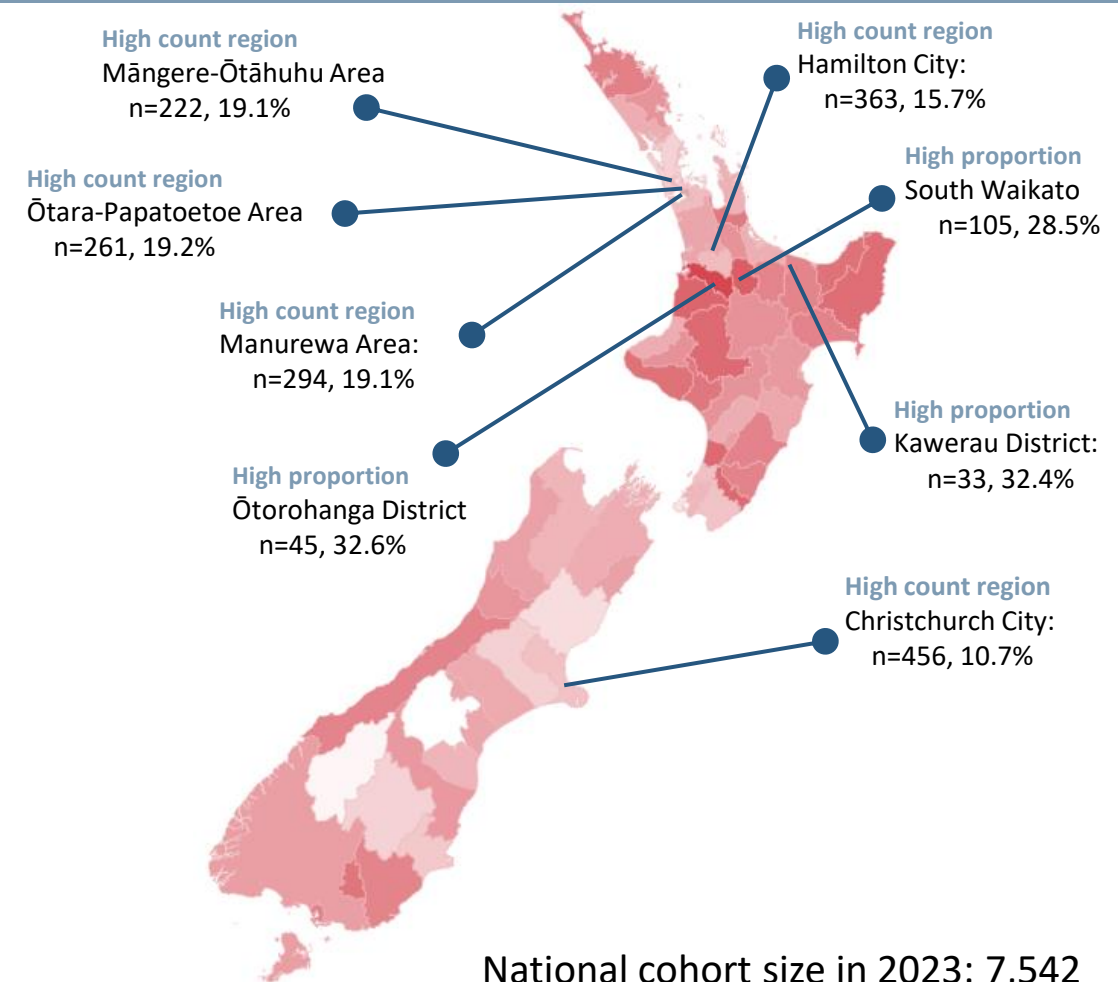 High count region
Māngere-Ōtāhuhu Area
n=222, 19.1%
High count region
Ōtara-Papatoetoe Area
n=261, 19.2%
High count region
Manurewa Area:
n=294, 19.1%
High proportion
Ōtorohanga District
n=45, 32.6%
High count region
Hamilton City:
n=363, 15.7%
High proportion
South Waikato
n=105, 28.5%
High proportion
Kawerau District:
n=33, 32.4%
High count region
Christchurch City:
n=456, 10.7%
National cohort size in 2023: 7,542